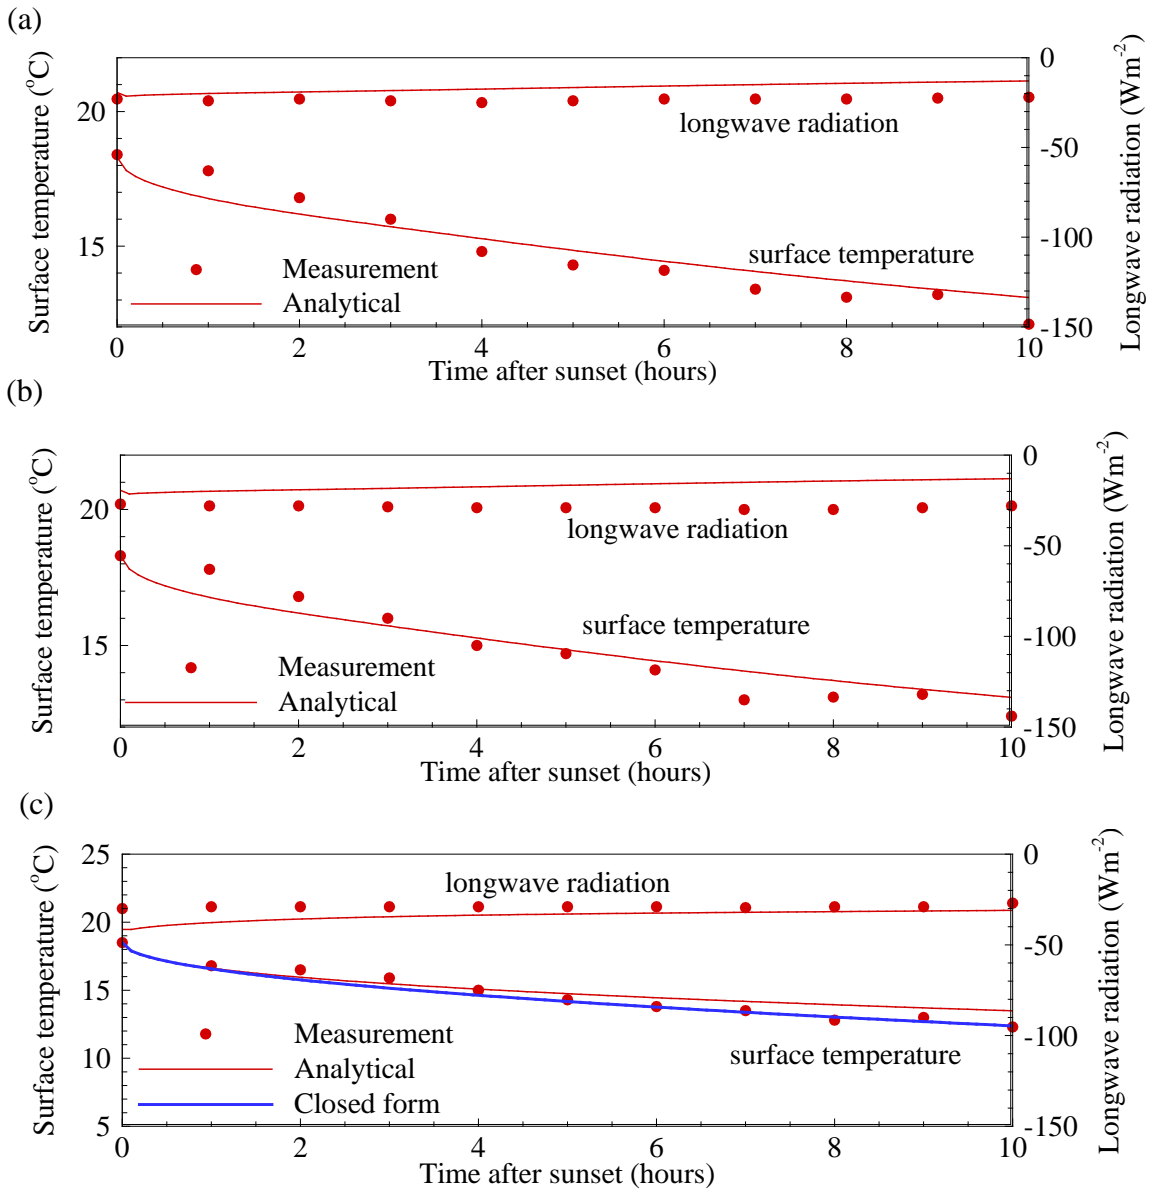 (a)
Surface temperature (°C)
20
15
0
-50
-100
-150
Longwave radiation (Wm⁻²)
longwave radiation
surface temperature
Measurement
Analytical
0 2 4 6 8 10
Time after sunset (hours)
(b)
Surface temperature (°C)
20
15
0
-50
-100
-150
Longwave radiation (Wm⁻²)
longwave radiation
surface temperature
Measurement
Analytical
0 2 4 6 8 10
Time after sunset (hours)
(c)
Surface temperature (°C)
25
20
15
10
5
0
-50
-100
-150
Longwave radiation (Wm⁻²)
longwave radiation
Measurement
surface temperature
Analytical
Closed form
0 2 4 6 8 10
Time after sunset (hours)